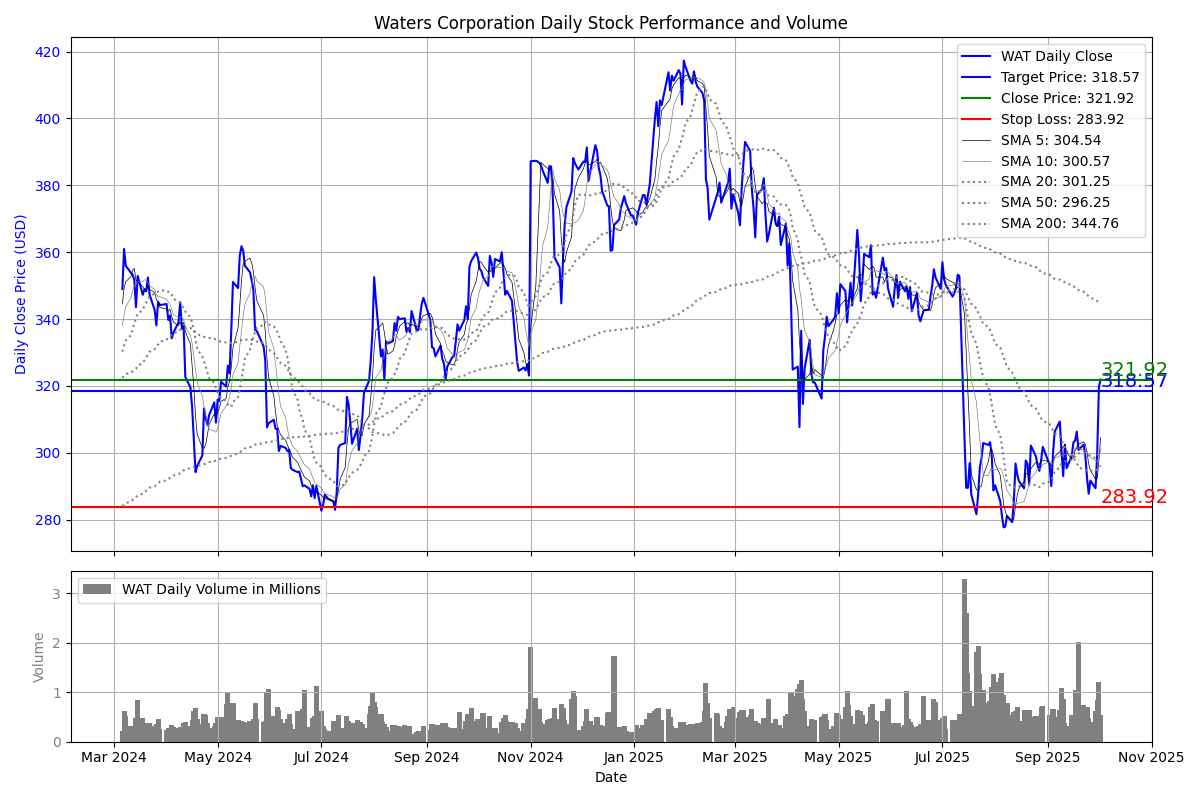 Waters Corporation Daily Stock Performance and Volume
420
400
380
360
340
320
300
280
Daily Close Price (USD)
WAT Daily Close
Target Price: 318.57
Close Price: 321.92
Stop Loss: 283.92
SMA 5: 304.54
SMA 10: 300.57
SMA 20: 301.25
SMA 50: 296.25
SMA 200: 344.76
321.92
318.57
283.92
WAT Daily Volume in Millions
3
2
1
0
Volume
Mar 2024 May 2024 Jul 2024 Sep 2024 Nov 2024 Jan 2025 Mar 2025 May 2025 Jul 2025 Sep 2025 Nov 2025
Date